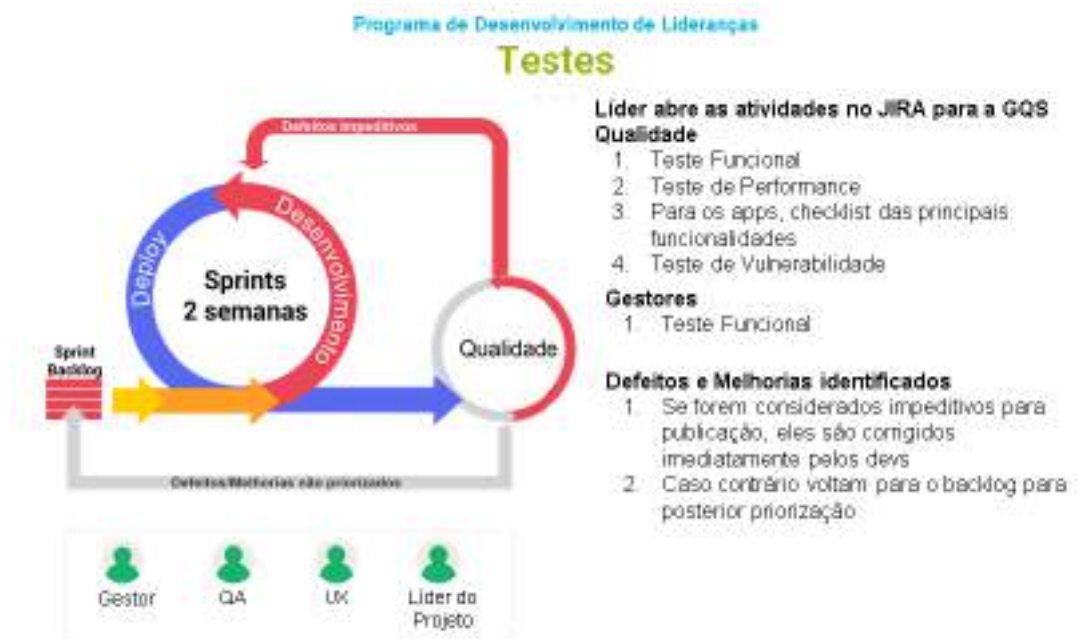 Programa de Desenvolvimento de Lideranças
Testes
Defeitos impeditivos
Deploy
Desenvolvimento
Sprints
2 semanas
Qualidade
Sprint
Backlog
Defeitos/Melhorias não priorizados
Gestor
QA
UX
Líder do
Projeto
Líder abre as atividades no JIRA para a GQS
Qualidade
1. Teste Funcional
2. Teste de Performance
3. Para os apps, checklist das principais
funcionalidades
4. Teste de Vulnerabilidade
Gestores
1. Teste Funcional
Defeitos e Melhorias identificados
1. Se forem considerados impeditivos para
publicação, eles são corrigidos
imediatamente pelos devs
2. Caso contrário voltam para o backlog para
posterior priorização